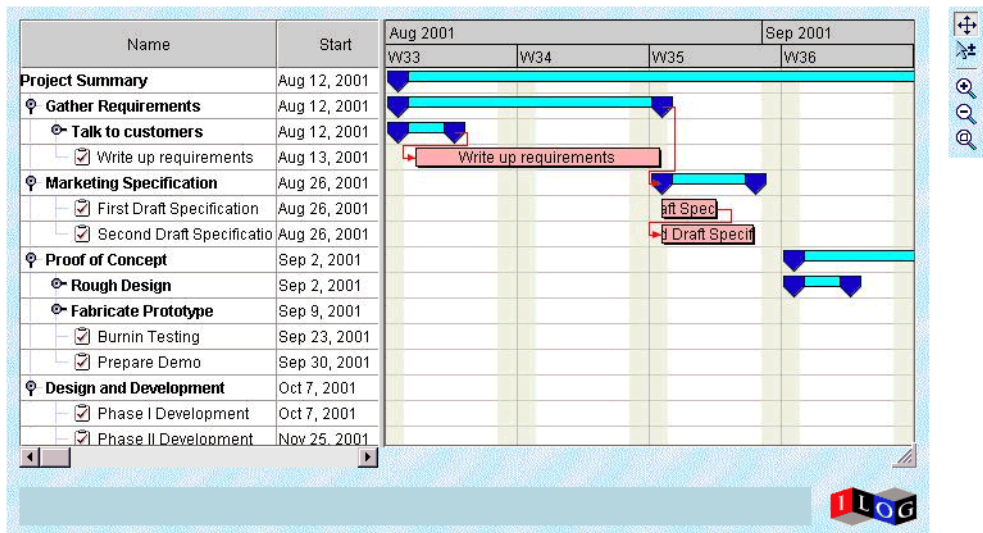 Name Start Aug 2001 Sep 2001
W33 W34 W35 W36
Project Summary Aug 12, 2001
Gather Requirements Aug 12, 2001
Talk to customers Aug 12, 2001
Write up requirements Aug 13, 2001 Write up requirements
Marketing Specification Aug 26, 2001
First Draft Specification Aug 26, 2001 aft Spec
Second Draft Specificatio Aug 26, 2001 d Draft Specif
Proof of Concept Sep 2, 2001
Rough Design Sep 2, 2001
Fabricate Prototype Sep 9, 2001
Burnin Testing Sep 23, 2001
Prepare Demo Sep 30, 2001
Design and Development Oct 7, 2001
Phase I Development Oct 7, 2001
Phase II Development Nov 25, 2001
ILOG